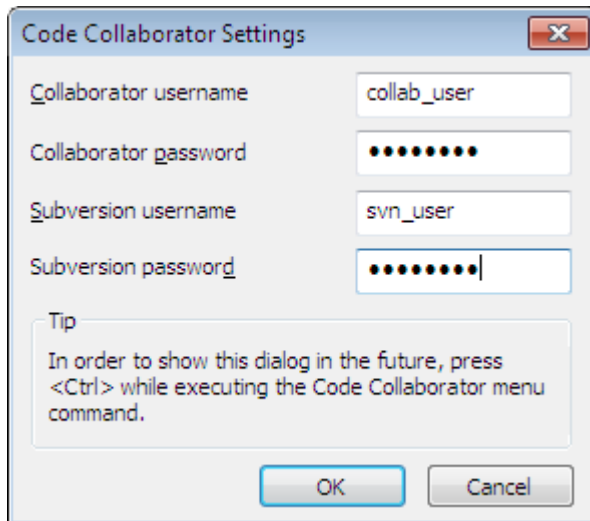 Code Collaborator Settings
Collaborator username collab_user
Collaborator password ●●●●●●●●
Subversion username svn_user
Subversion password ●●●●●●●●
Tip
In order to show this dialog in the future, press
<Ctrl> while executing the Code Collaborator menu
command.
OK Cancel